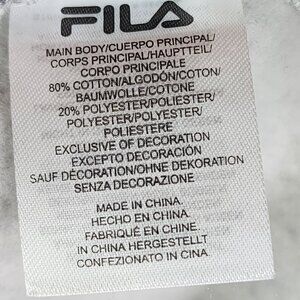 FILA
MAIN BODY/CUERPO PRINCIPAL/
CORPS PRINCIPAL/HAUPTTEIL/
CORPO PRINCIPALE
80% COTTON/ALGODÓN/COTON/
BAUMWOLLE/COTONE
20% POLYESTER/POLIESTER/
POLYESTER/POLYESTER/
POLIESTERE
EXCLUSIVE OF DECORATION
EXCEPTO DECORACIÓN
SAUF DÉCORATION/OHNE DEKORATION
SENZA DECORAZIONE
MADE IN CHINA.
HECHO EN CHINA.
FABRIQUÉ EN CHINE.
IN CHINA HERGESTELLT
CONFEZIONATO IN CINA.